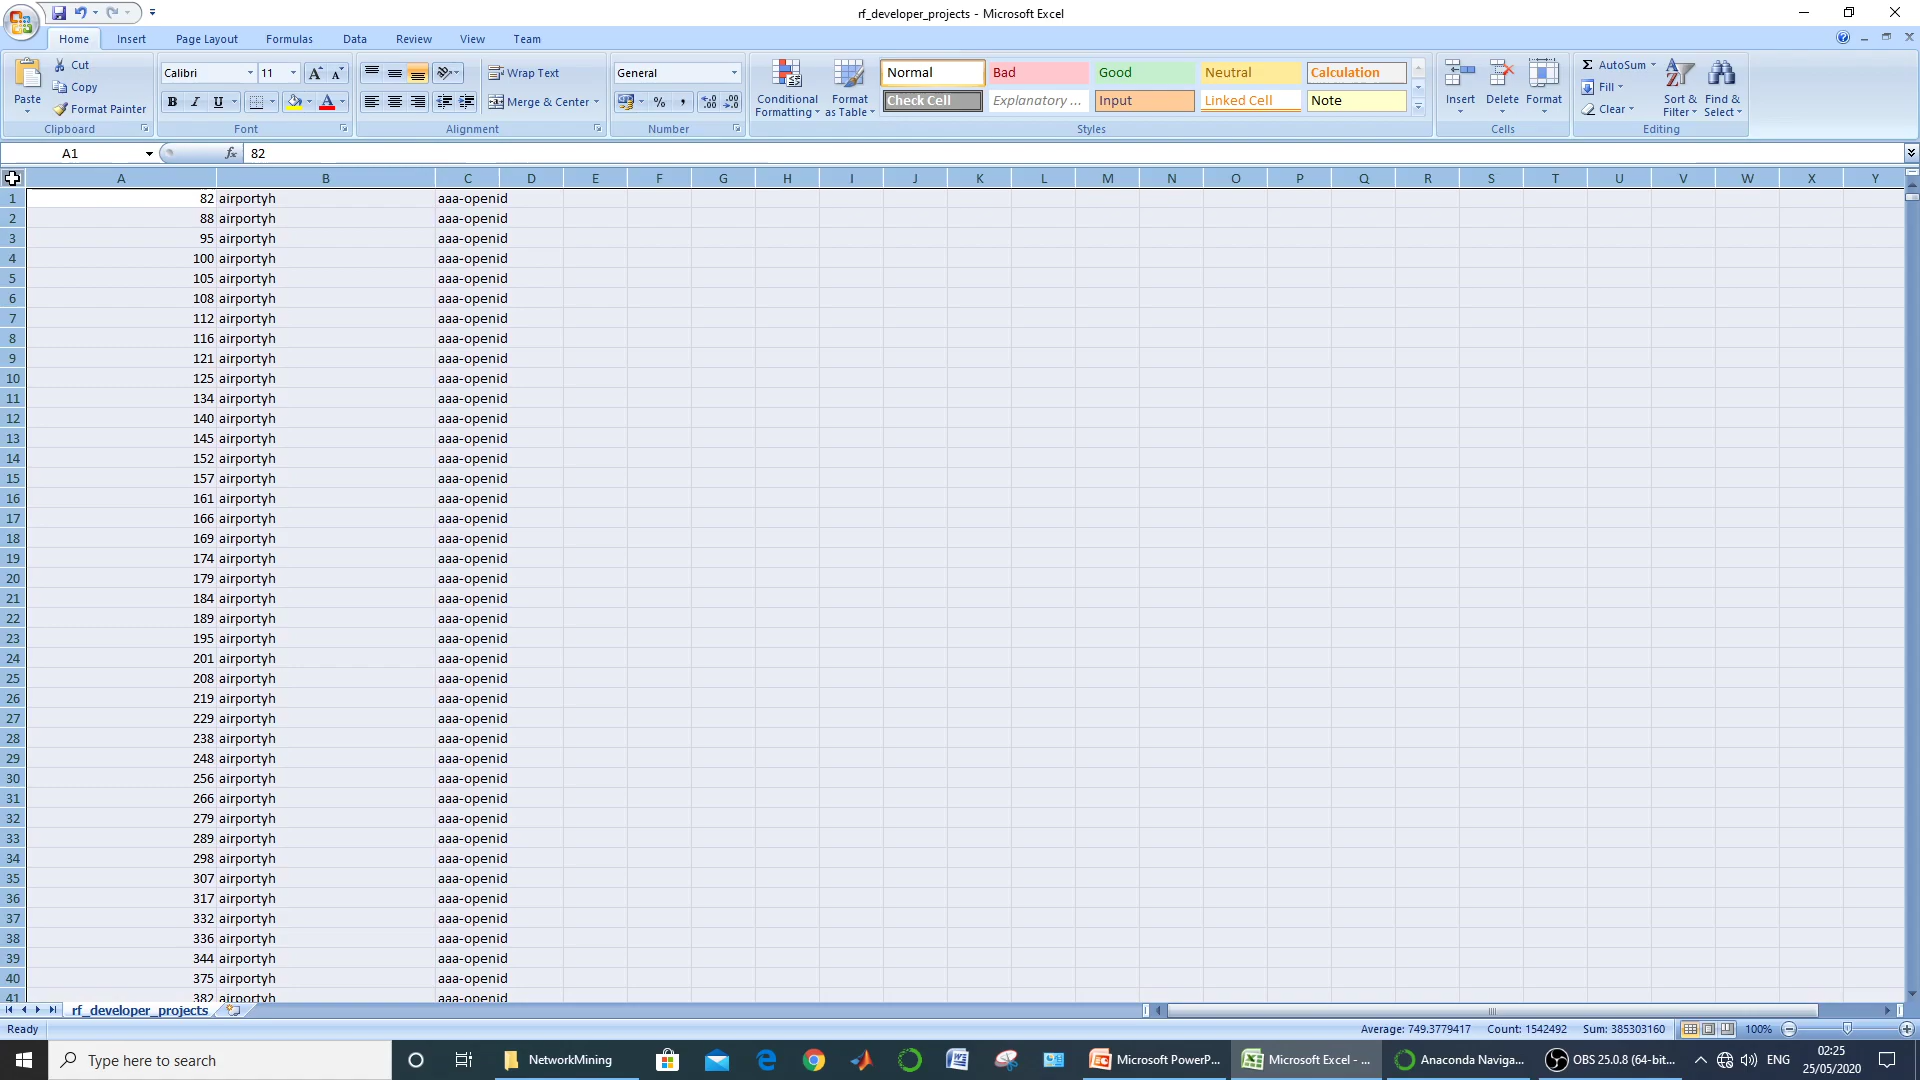 rf_developer_projects - Microsoft Excel
Home Insert Page Layout Formulas Data Review View Team
Paste Cut Copy Format Painter Clipboard
Calibri 11 A A B I U A Font
Wrap Text Merge & Center Alignment
General % , .00 .0 Number
Conditional Formatting Format as Table Normal Bad Good Neutral Calculation
Check Cell Explanatory ... Input Linked Cell Note Styles
Insert Delete Format Cells
Σ AutoSum Fill Clear Sort & Filter Find & Select Editing
A1 fx 82
A B C D E F G H I J K L M N O P Q R S T U V W X Y
1 82 airportyh aaa-openid
2 88 airportyh aaa-openid
3 95 airportyh aaa-openid
4 100 airportyh aaa-openid
5 105 airportyh aaa-openid
6 108 airportyh aaa-openid
7 112 airportyh aaa-openid
8 116 airportyh aaa-openid
9 121 airportyh aaa-openid
10 125 airportyh aaa-openid
11 134 airportyh aaa-openid
12 140 airportyh aaa-openid
13 145 airportyh aaa-openid
14 152 airportyh aaa-openid
15 157 airportyh aaa-openid
16 161 airportyh aaa-openid
17 166 airportyh aaa-openid
18 169 airportyh aaa-openid
19 174 airportyh aaa-openid
20 179 airportyh aaa-openid
21 184 airportyh aaa-openid
22 189 airportyh aaa-openid
23 195 airportyh aaa-openid
24 201 airportyh aaa-openid
25 208 airportyh aaa-openid
26 219 airportyh aaa-openid
27 229 airportyh aaa-openid
28 238 airportyh aaa-openid
29 248 airportyh aaa-openid
30 256 airportyh aaa-openid
31 266 airportyh aaa-openid
32 279 airportyh aaa-openid
33 289 airportyh aaa-openid
34 298 airportyh aaa-openid
35 307 airportyh aaa-openid
36 317 airportyh aaa-openid
37 332 airportyh aaa-openid
38 336 airportyh aaa-openid
39 344 airportyh aaa-openid
40 375 airportyh aaa-openid
41 382 airportyh aaa-openid
rf_developer_projects
Ready Average: 749.3779417 Count: 1542492 Sum: 385303160 100%
Type here to search NetworkMining Microsoft PowerP... Microsoft Excel - ... Anaconda Naviga... OBS 25.0.8 (64-bit... ENG 02:25
25/05/2020